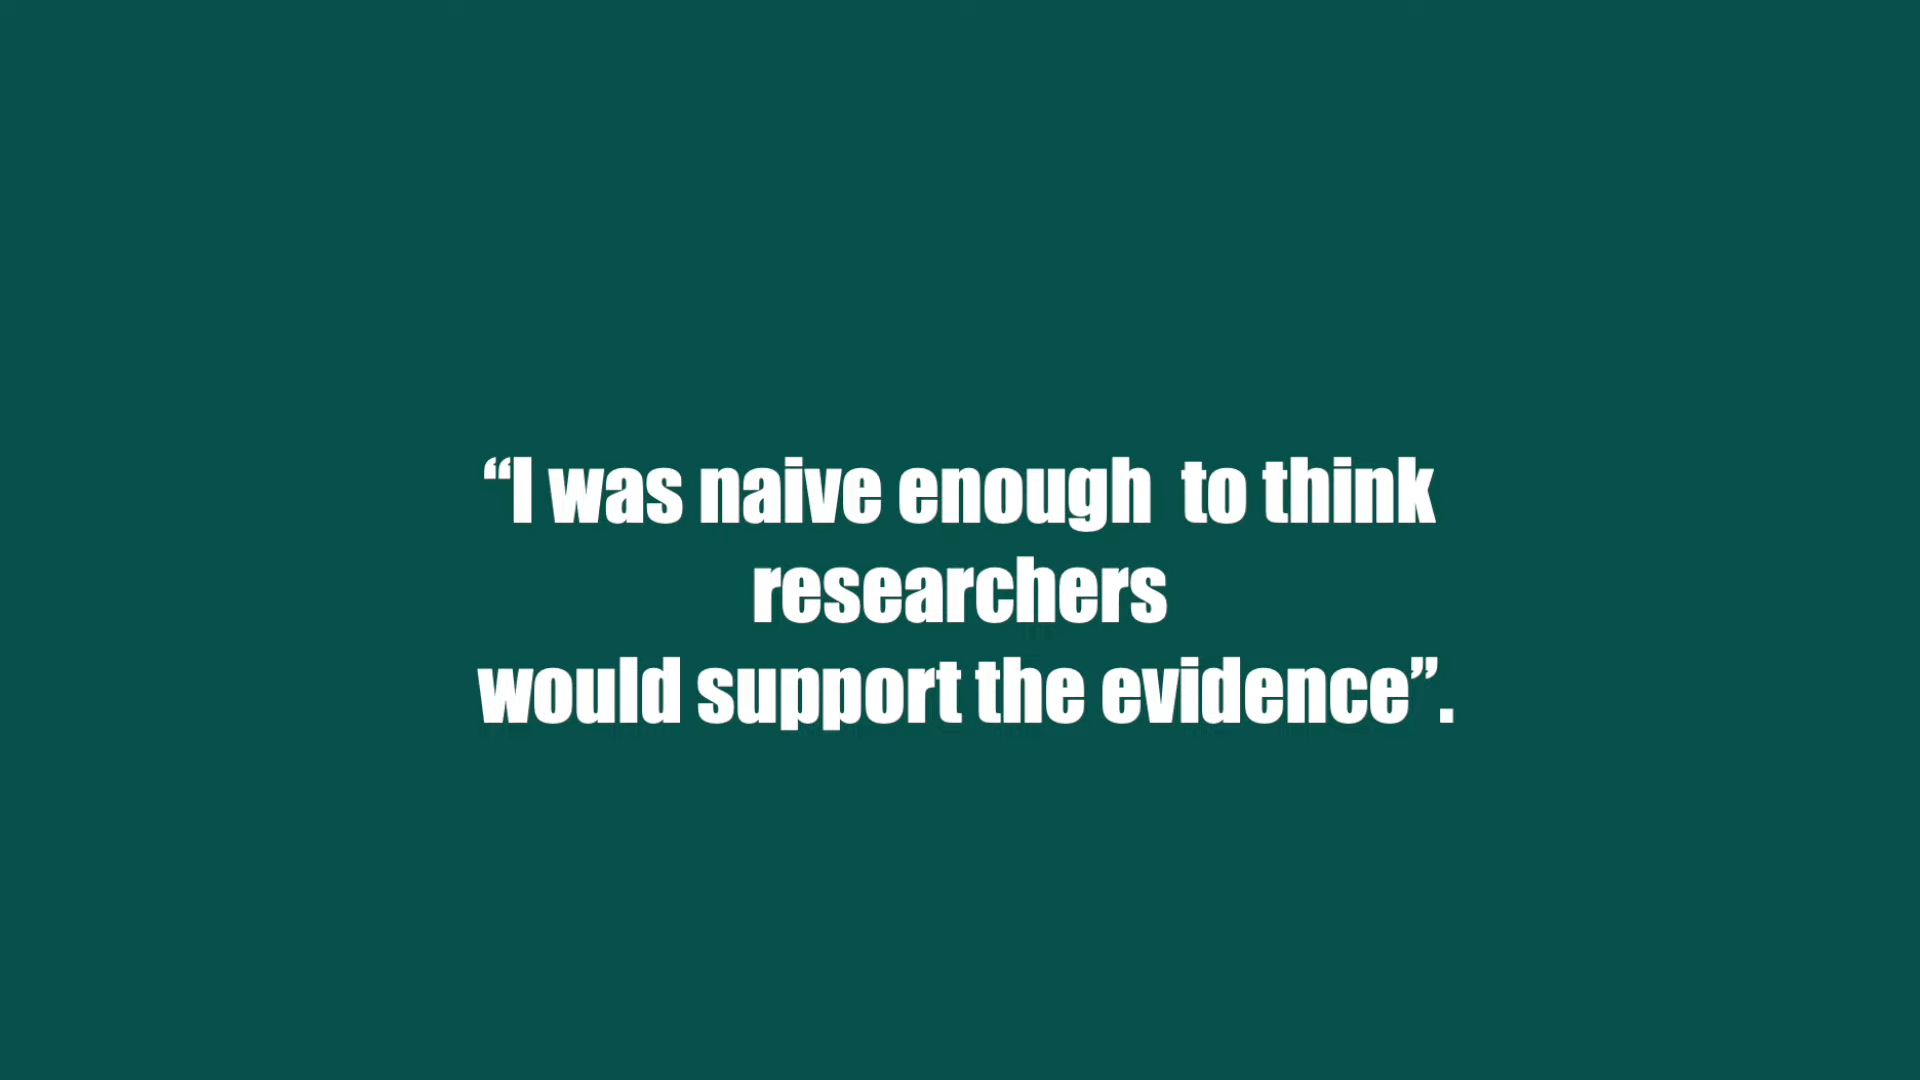 “I was naive enough  to think
researchers
would support the evidence”.